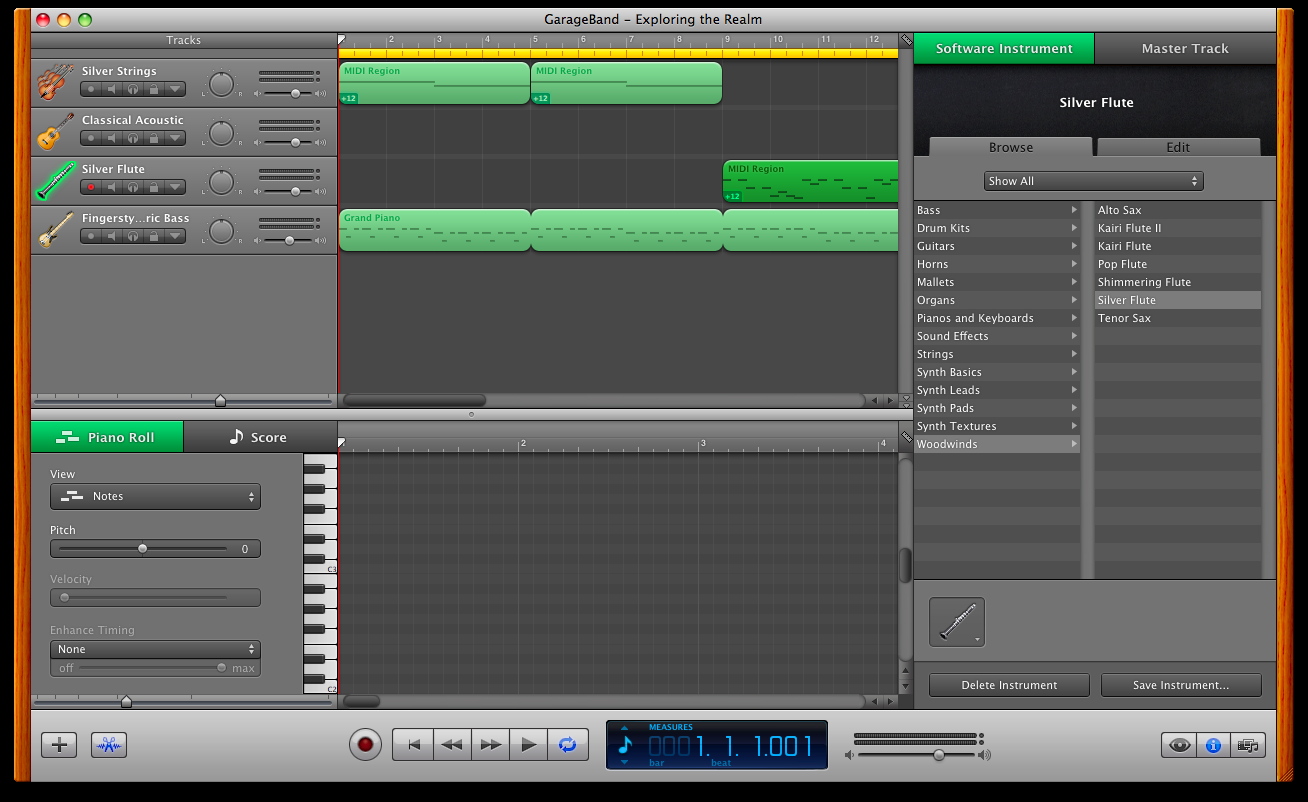 GarageBand – Exploring the Realm
Tracks
2 3 4 5 6 7 8 9 10 11 12
Silver Strings
L R
MIDI Region MIDI Region
+12 +12
Classical Acoustic
L R
Silver Flute
L R
MIDI Region
+12
Fingersty...ric Bass
L R
Grand Piano
Software Instrument Master Track
Silver Flute
Browse Edit
Show All
Bass
Drum Kits
Guitars
Horns
Mallets
Organs
Pianos and Keyboards
Sound Effects
Strings
Synth Basics
Synth Leads
Synth Pads
Synth Textures
Woodwinds
Alto Sax
Kairi Flute II
Kairi Flute
Pop Flute
Shimmering Flute
Silver Flute
Tenor Sax
Piano Roll Score
2 3 4
View
Notes
Pitch
0
Velocity
Enhance Timing
None
off max
C3
C2
Delete Instrument Save Instrument...
MEASURES
1. 1. 1.001
bar beat